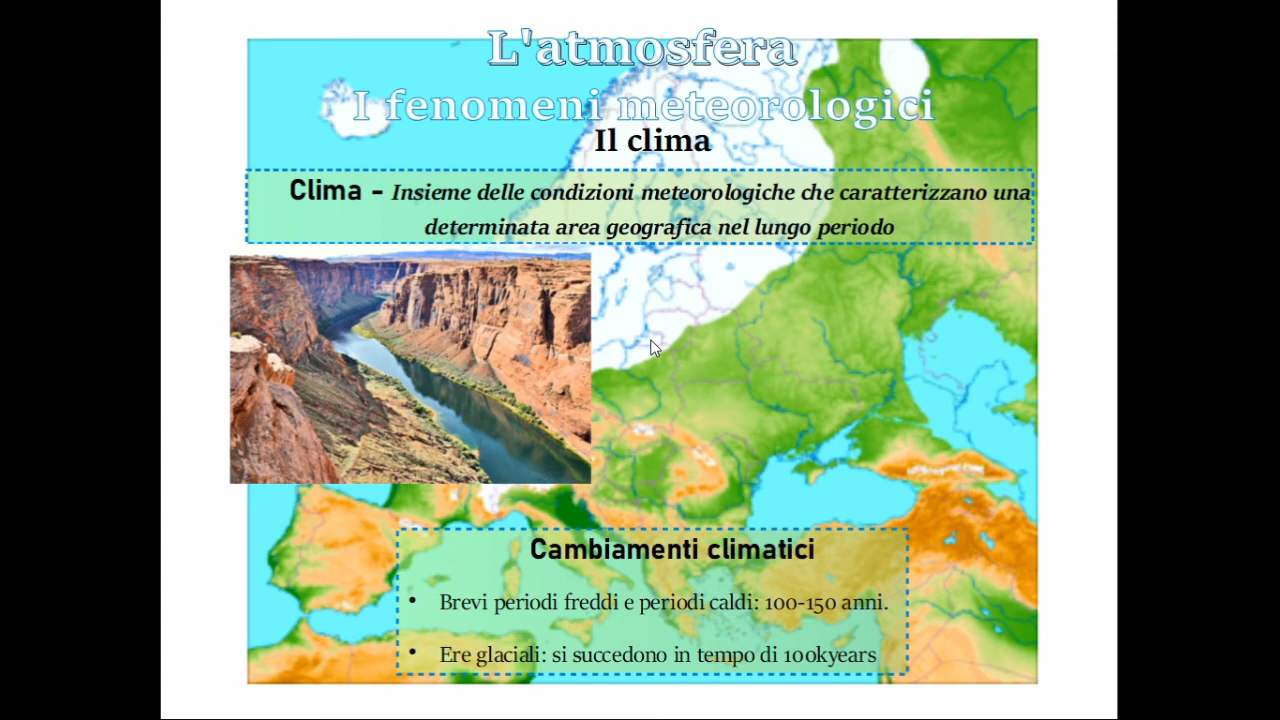 L'atmosfera
I fenomeni meteorologici
Il clima
Clima - Insieme delle condizioni meteorologiche che caratterizzano una
determinata area geografica nel lungo periodo
Cambiamenti climatici
• Brevi periodi freddi e periodi caldi: 100-150 anni.
• Ere glaciali: si succedono in tempo di 100kyears